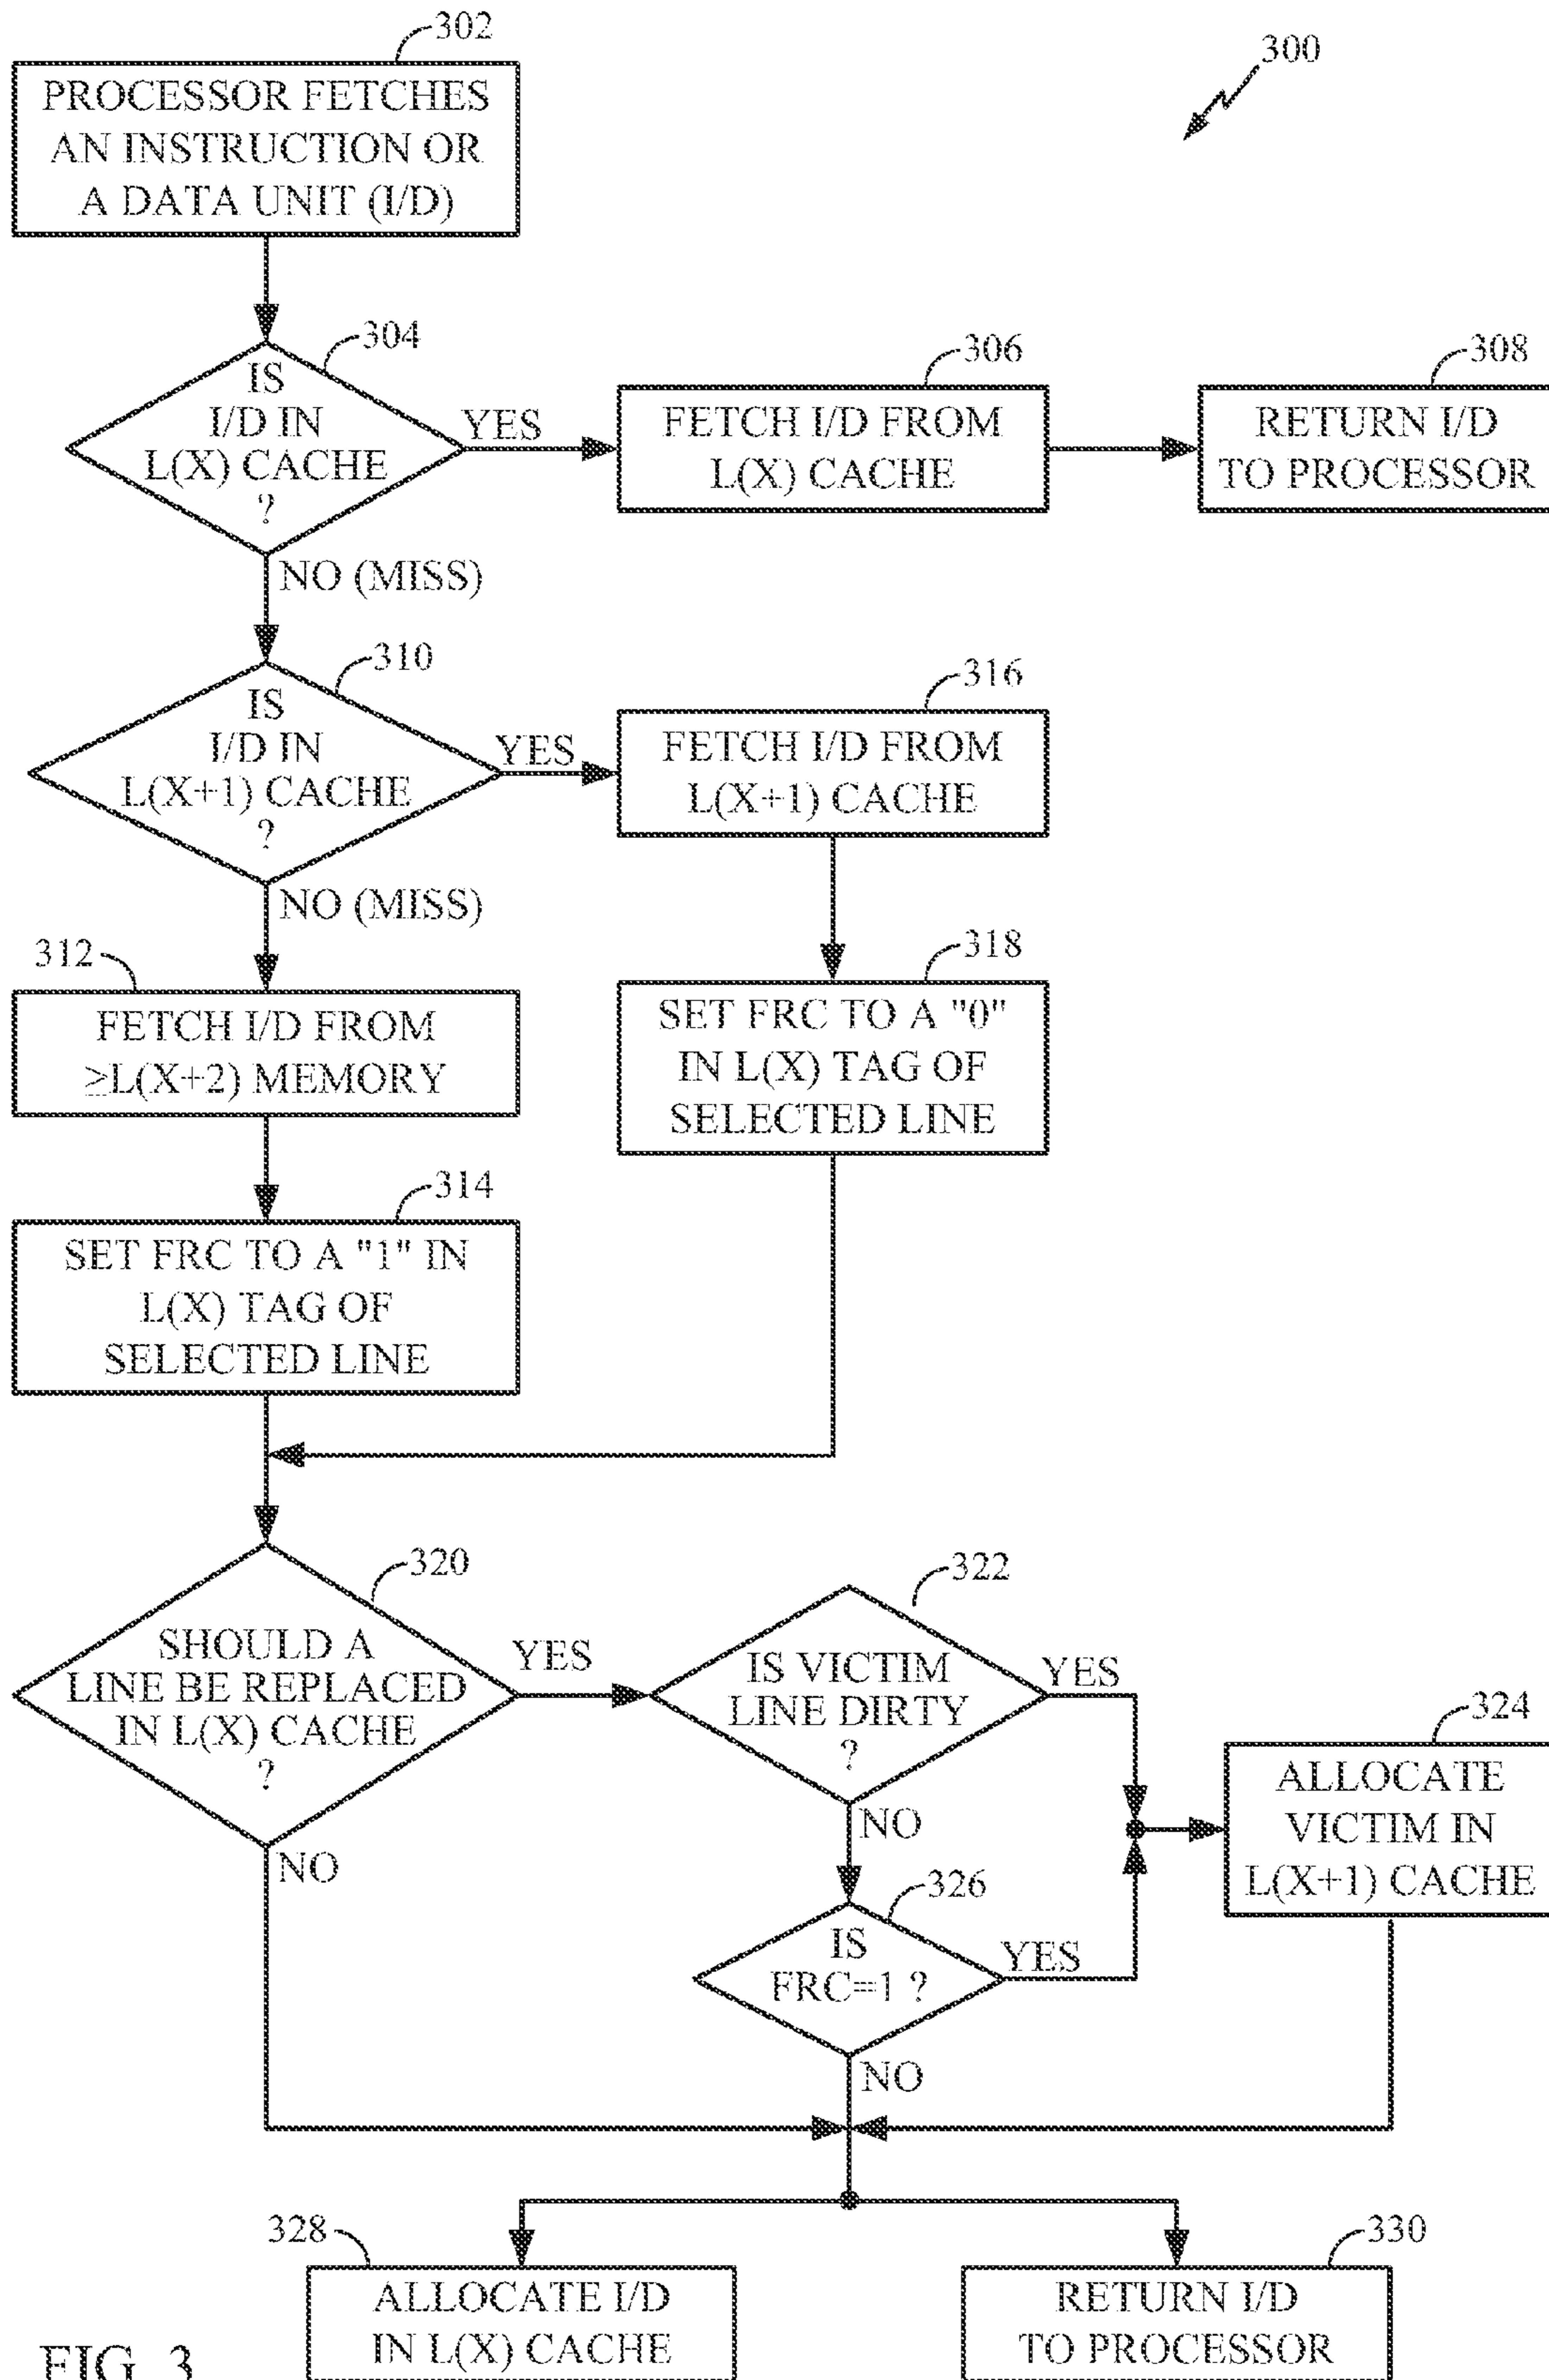 302
300
PROCESSOR FETCHES
AN INSTRUCTION OR
A DATA UNIT (I/D)
304
IS
I/D IN
L(X) CACHE
?
YES
NO (MISS)
306
FETCH I/D FROM
L(X) CACHE
308
RETURN I/D
TO PROCESSOR
310
IS
I/D IN
L(X+1) CACHE
?
YES
NO (MISS)
316
FETCH I/D FROM
L(X+1) CACHE
312
FETCH I/D FROM
≥L(X+2) MEMORY
318
SET FRC TO A "0"
IN L(X) TAG OF
SELECTED LINE
314
SET FRC TO A "1" IN
L(X) TAG OF
SELECTED LINE
320
SHOULD A
LINE BE REPLACED
IN L(X) CACHE
?
YES
NO
322
IS VICTIM
LINE DIRTY
?
YES
NO
324
ALLOCATE
VICTIM IN
L(X+1) CACHE
326
IS
FRC=1 ?
YES
NO
328
ALLOCATE I/D
IN L(X) CACHE
330
RETURN I/D
TO PROCESSOR
FIG. 3